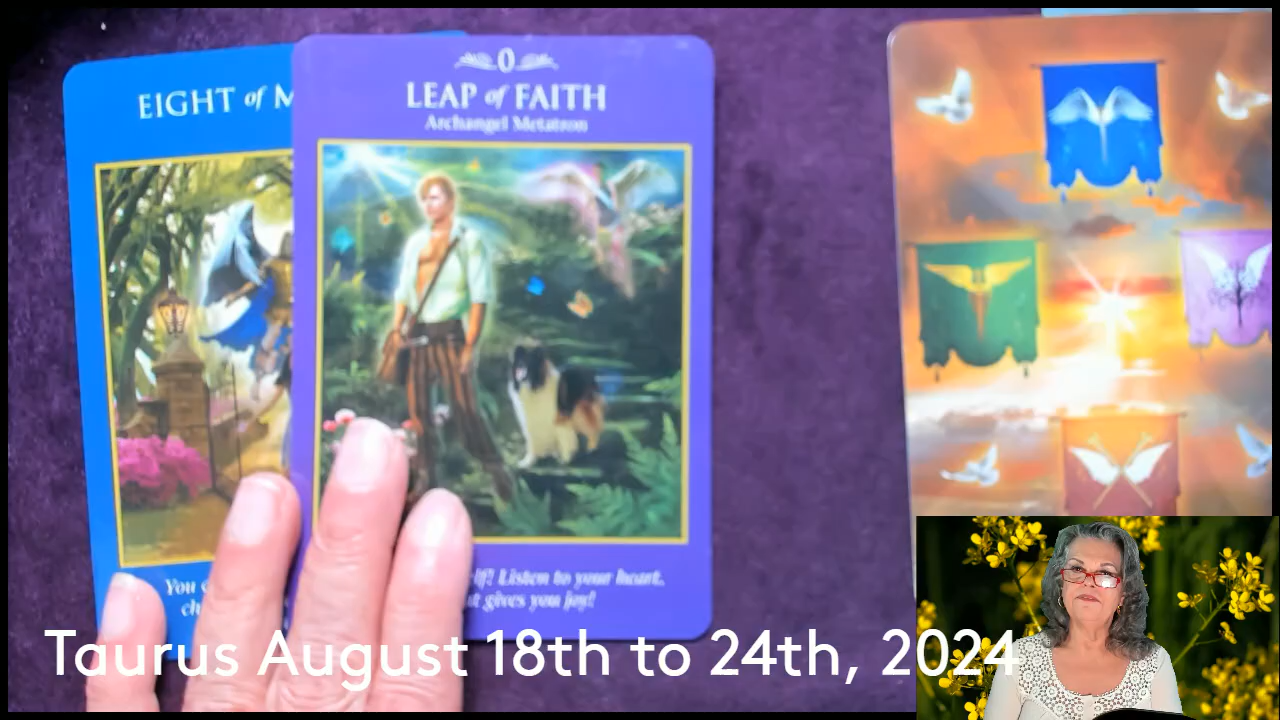 EIGHT of M
0
LEAP of FAITH
Archangel Metatron
You
Listen to your heart,
gives you joy!
Taurus August 18th to 24th, 2024